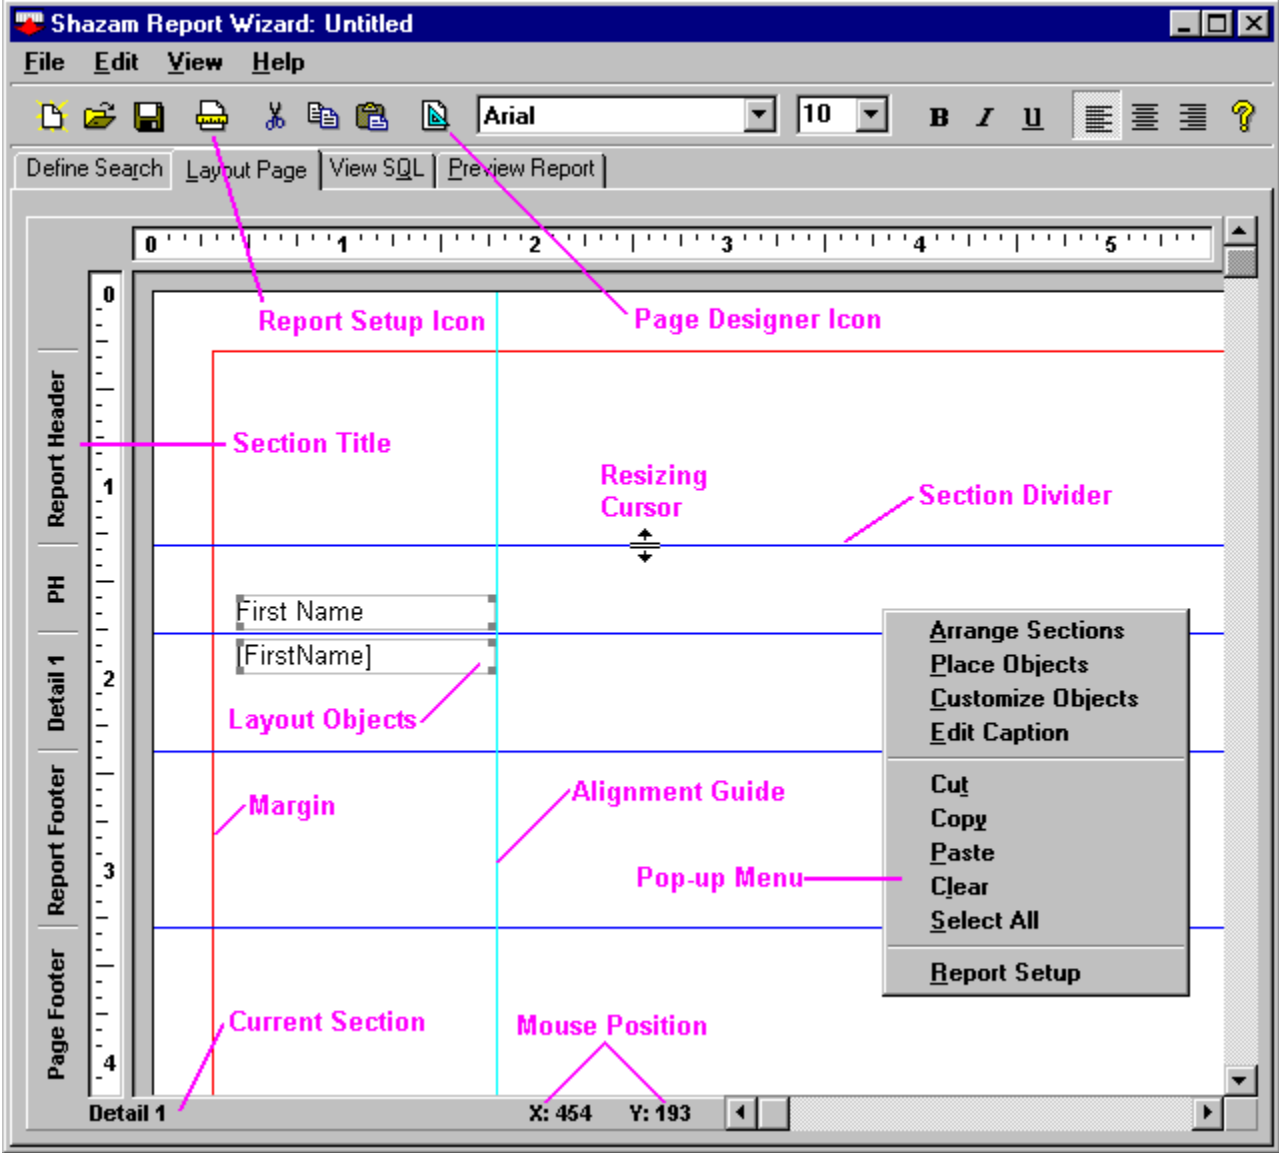 Shazam Report Wizard: Untitled
File Edit View Help
Arial 10 B I U
Define Search Layout Page View SQL Preview Report
0 1 2 3 4 5
0
Report Setup Icon
Page Designer Icon
Report Header
Section Title
Resizing
Cursor
Section Divider
1
PH
First Name
[FirstName]
Detail 1
2
Layout Objects
Arrange Sections
Place Objects
Customize Objects
Edit Caption
Cut
Copy
Paste
Clear
Select All
Report Setup
Report Footer
Margin
Alignment Guide
3
Pop-up Menu
Page Footer
Current Section
Mouse Position
4
Detail 1 X: 454 Y: 193